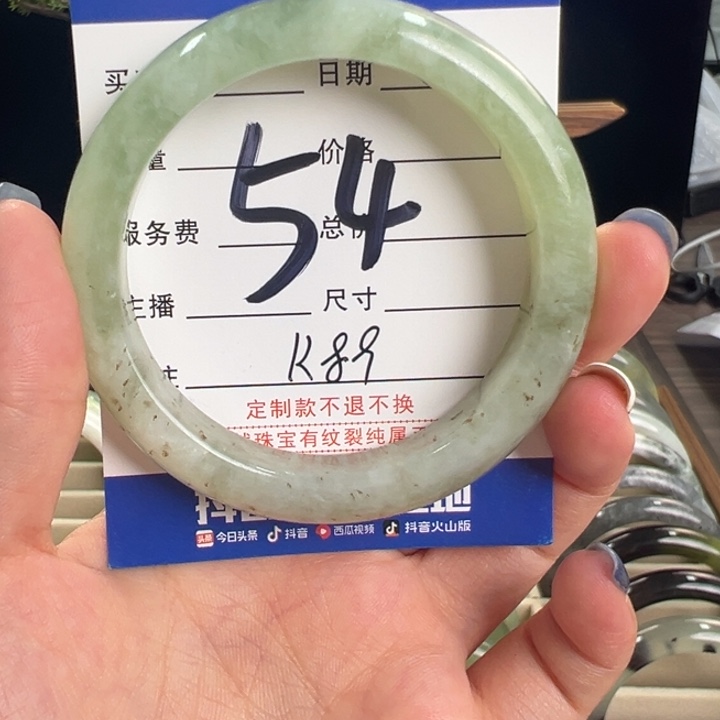 日期
54
价格
服务费
总价
主播
尺寸
K89
定制款不退不换
珠宝有纹裂纯属
头条 今日头条 抖音 西瓜视频 抖音火山版